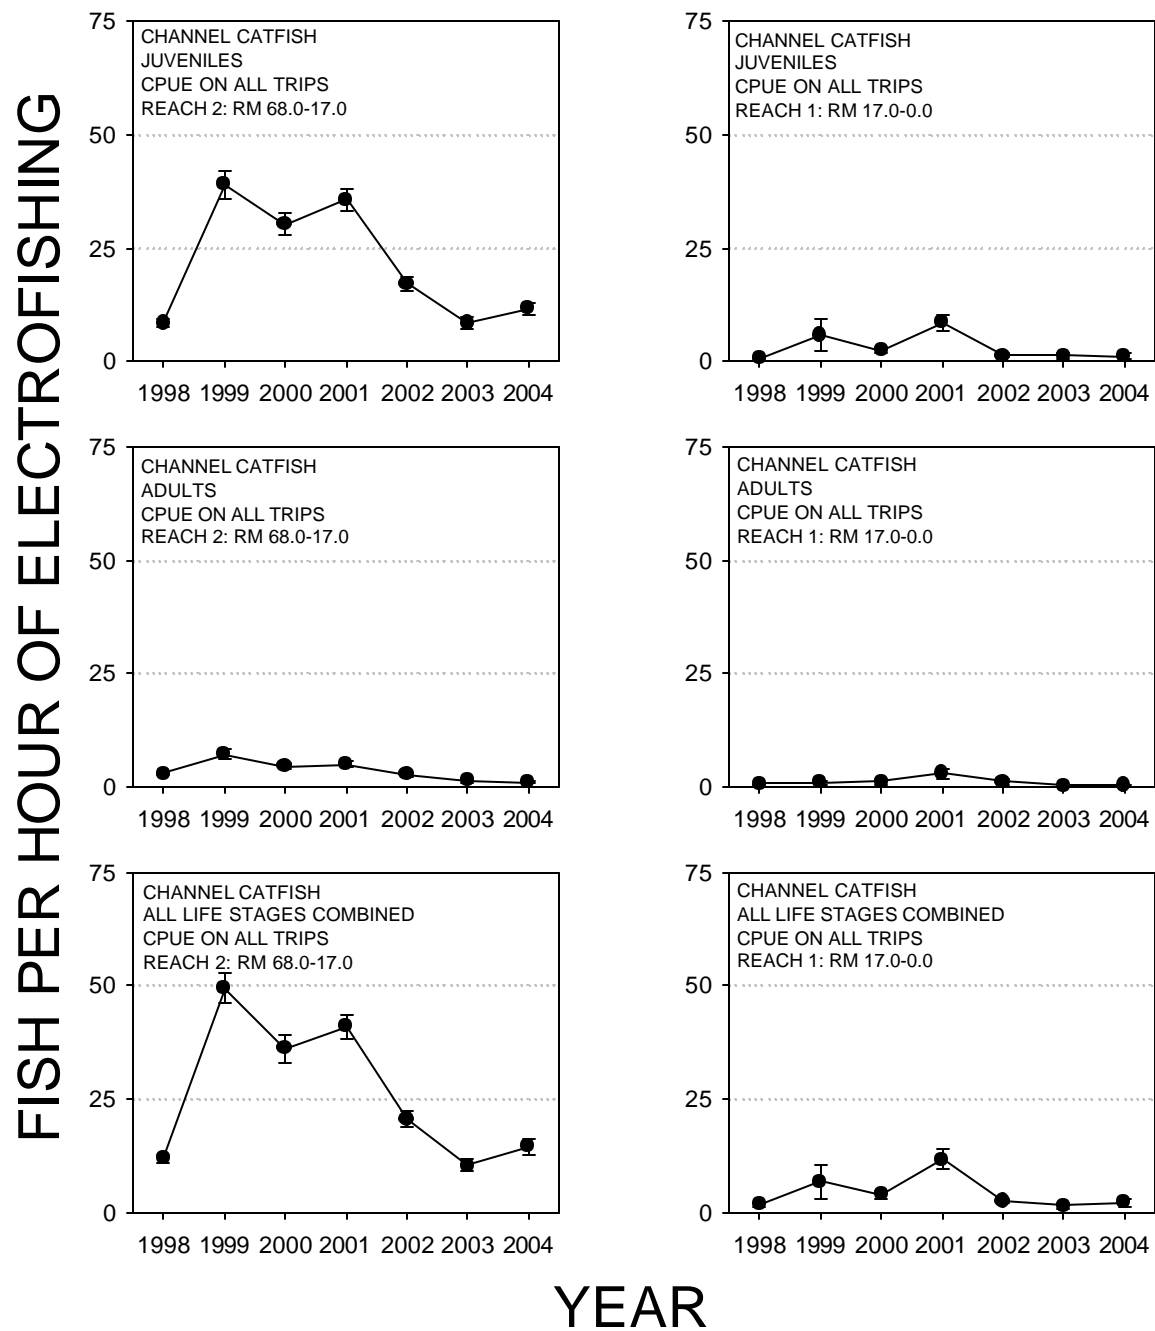 FISH PER HOUR OF ELECTROFISHING
75
50
25
0
CHANNEL CATFISH
JUVENILES
CPUE ON ALL TRIPS
REACH 2: RM 68.0-17.0
1998 1999 2000 2001 2002 2003 2004
75
50
25
0
CHANNEL CATFISH
JUVENILES
CPUE ON ALL TRIPS
REACH 1: RM 17.0-0.0
1998 1999 2000 2001 2002 2003 2004
75
50
25
0
CHANNEL CATFISH
ADULTS
CPUE ON ALL TRIPS
REACH 2: RM 68.0-17.0
1998 1999 2000 2001 2002 2003 2004
75
50
25
0
CHANNEL CATFISH
ADULTS
CPUE ON ALL TRIPS
REACH 1: RM 17.0-0.0
1998 1999 2000 2001 2002 2003 2004
75
50
25
0
CHANNEL CATFISH
ALL LIFE STAGES COMBINED
CPUE ON ALL TRIPS
REACH 2: RM 68.0-17.0
1998 1999 2000 2001 2002 2003 2004
75
50
25
0
CHANNEL CATFISH
ALL LIFE STAGES COMBINED
CPUE ON ALL TRIPS
REACH 1: RM 17.0-0.0
1998 1999 2000 2001 2002 2003 2004
YEAR